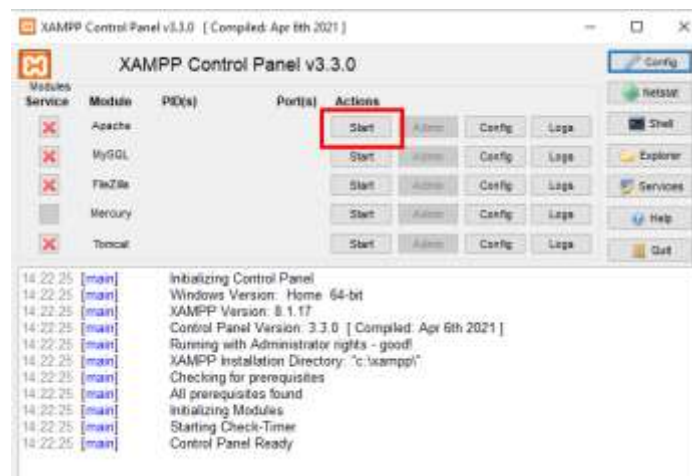 XAMPP Control Panel v3.3.0 [ Compiled: Apr 6th 2021 ]
XAMPP Control Panel v3.3.0
Config
Modules
Service Module PID(s) Port(s) Actions
Netstat
Apache Start Admin Config Logs
Shell
MySQL Start Admin Config Logs
Explorer
FileZilla Start Admin Config Logs
Services
Mercury Start Admin Config Logs
Help
Tomcat Start Admin Config Logs
Quit
14:22:25 [main] Initializing Control Panel
14:22:25 [main] Windows Version: Home 64-bit
14:22:25 [main] XAMPP Version: 8.1.17
14:22:25 [main] Control Panel Version: 3.3.0 [ Compiled: Apr 6th 2021 ]
14:22:25 [main] Running with Administrator rights - good!
14:22:25 [main] XAMPP Installation Directory: "c:\xampp\"
14:22:25 [main] Checking for prerequisites
14:22:25 [main] All prerequisites found
14:22:25 [main] Initializing Modules
14:22:25 [main] Starting Check-Timer
14:22:25 [main] Control Panel Ready